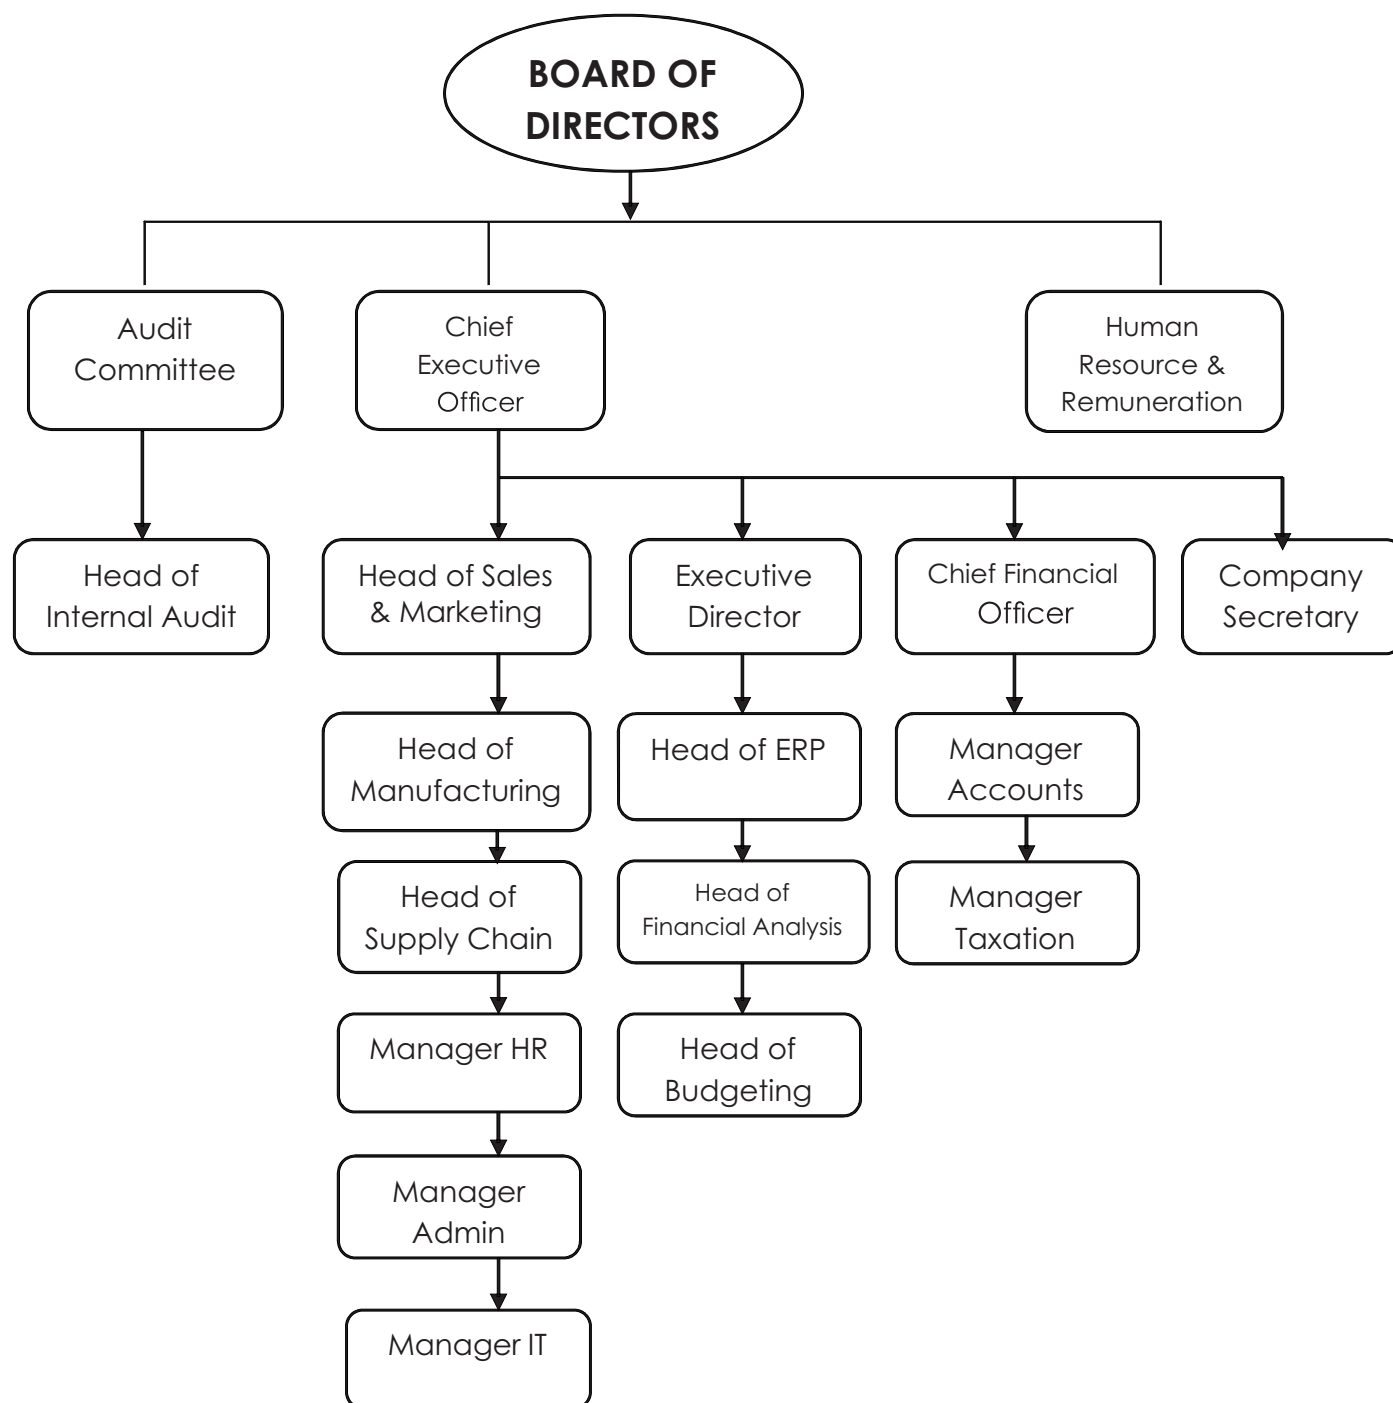 BOARD OF
DIRECTORS
Audit
Committee
Chief
Executive
Officer
Human
Resource &
Remuneration
Head of
Internal Audit
Head of Sales
& Marketing
Executive
Director
Chief Financial
Officer
Company
Secretary
Head of
Manufacturing
Head of ERP
Manager
Accounts
Head of
Supply Chain
Head of
Financial Analysis
Manager
Taxation
Manager HR
Head of
Budgeting
Manager
Admin
Manager IT